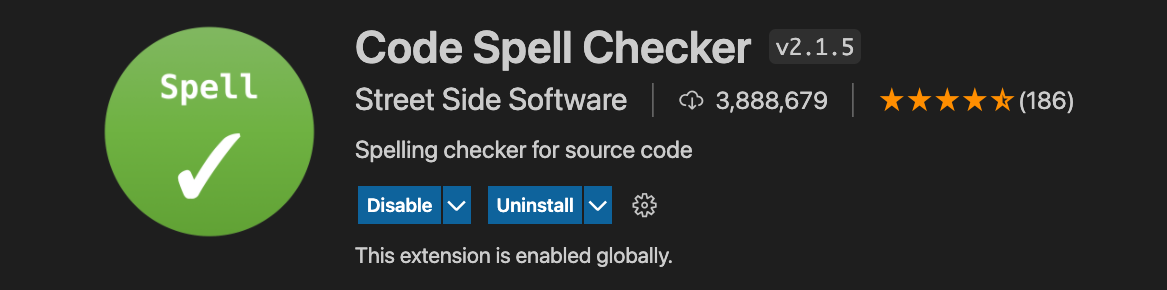 Spell
Code Spell Checker v2.1.5
Street Side Software 3,888,679 (186)
Spelling checker for source code
Disable Uninstall
This extension is enabled globally.